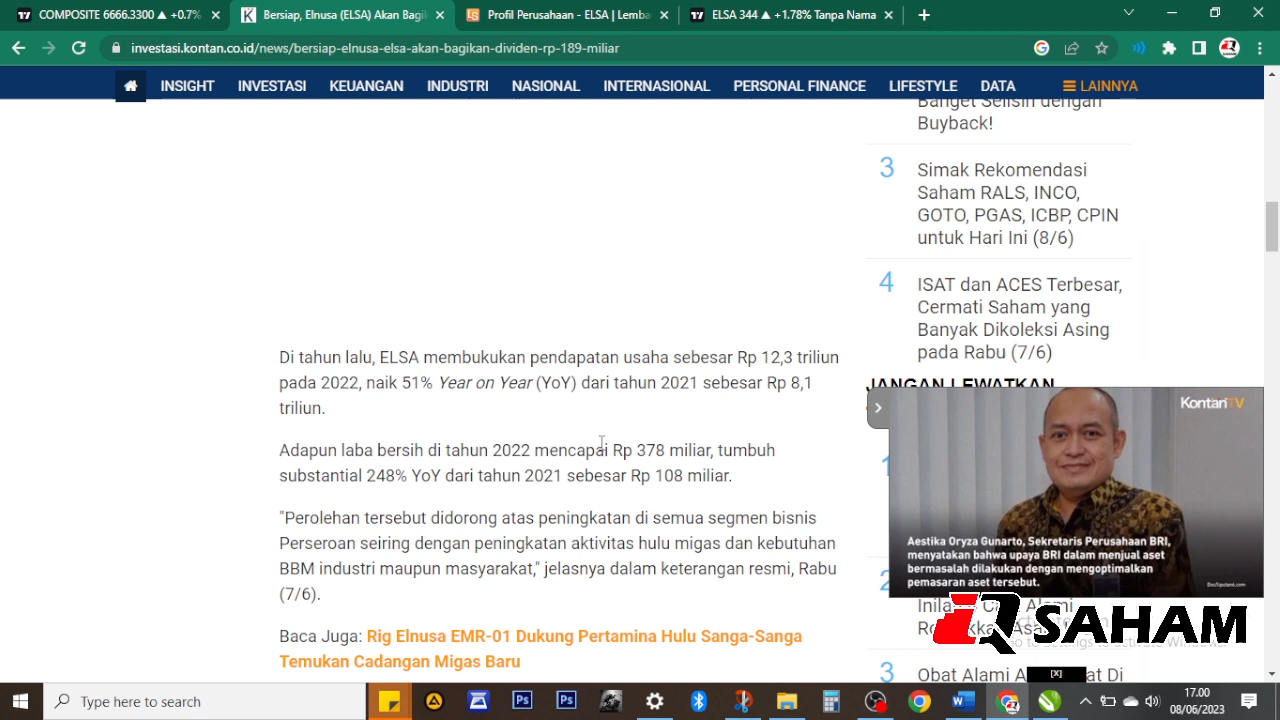 COMPOSITE 6666.3300 ▲ +0.7%
Bersiap, Elnusa (ELSA) Akan Bagik
Profil Perusahaan - ELSA | Lemba
ELSA 344 ▲ +1.78% Tanpa Nama
investasi.kontan.co.id/news/bersiap-elnusa-elsa-akan-bagikan-dividen-rp-189-miliar
INSIGHT INVESTASI KEUANGAN INDUSTRI NASIONAL INTERNASIONAL PERSONAL FINANCE LIFESTYLE DATA LAINNYA
Di tahun lalu, ELSA membukukan pendapatan usaha sebesar Rp 12,3 triliun
pada 2022, naik 51% Year on Year (YoY) dari tahun 2021 sebesar Rp 8,1
triliun.
Adapun laba bersih di tahun 2022 mencapai Rp 378 miliar, tumbuh
substantial 248% YoY dari tahun 2021 sebesar Rp 108 miliar.
"Perolehan tersebut didorong atas peningkatan di semua segmen bisnis
Perseroan seiring dengan peningkatan aktivitas hulu migas dan kebutuhan
BBM industri maupun masyarakat," jelasnya dalam keterangan resmi, Rabu
(7/6).
Baca Juga: Rig Elnusa EMR-01 Dukung Pertamina Hulu Sanga-Sanga
Temukan Cadangan Migas Baru
Banget Selisih dengan
Buyback!
3
Simak Rekomendasi
Saham RALS, INCO,
GOTO, PGAS, ICBP, CPIN
untuk Hari Ini (8/6)
4
ISAT dan ACES Terbesar,
Cermati Saham yang
Banyak Dikoleksi Asing
pada Rabu (7/6)
JANGAN LEWATKAN
KontanTV
Aestika Oryza Gunarto, Sekretaris Perusahaan BRI,
menyatakan bahwa upaya BRI dalam menjual aset
bermasalah dilakukan dengan mengoptimalkan
pemasaran aset tersebut.
SAHAM
3
Obat Alami
[X]
Type here to search
17.00
08/06/2023